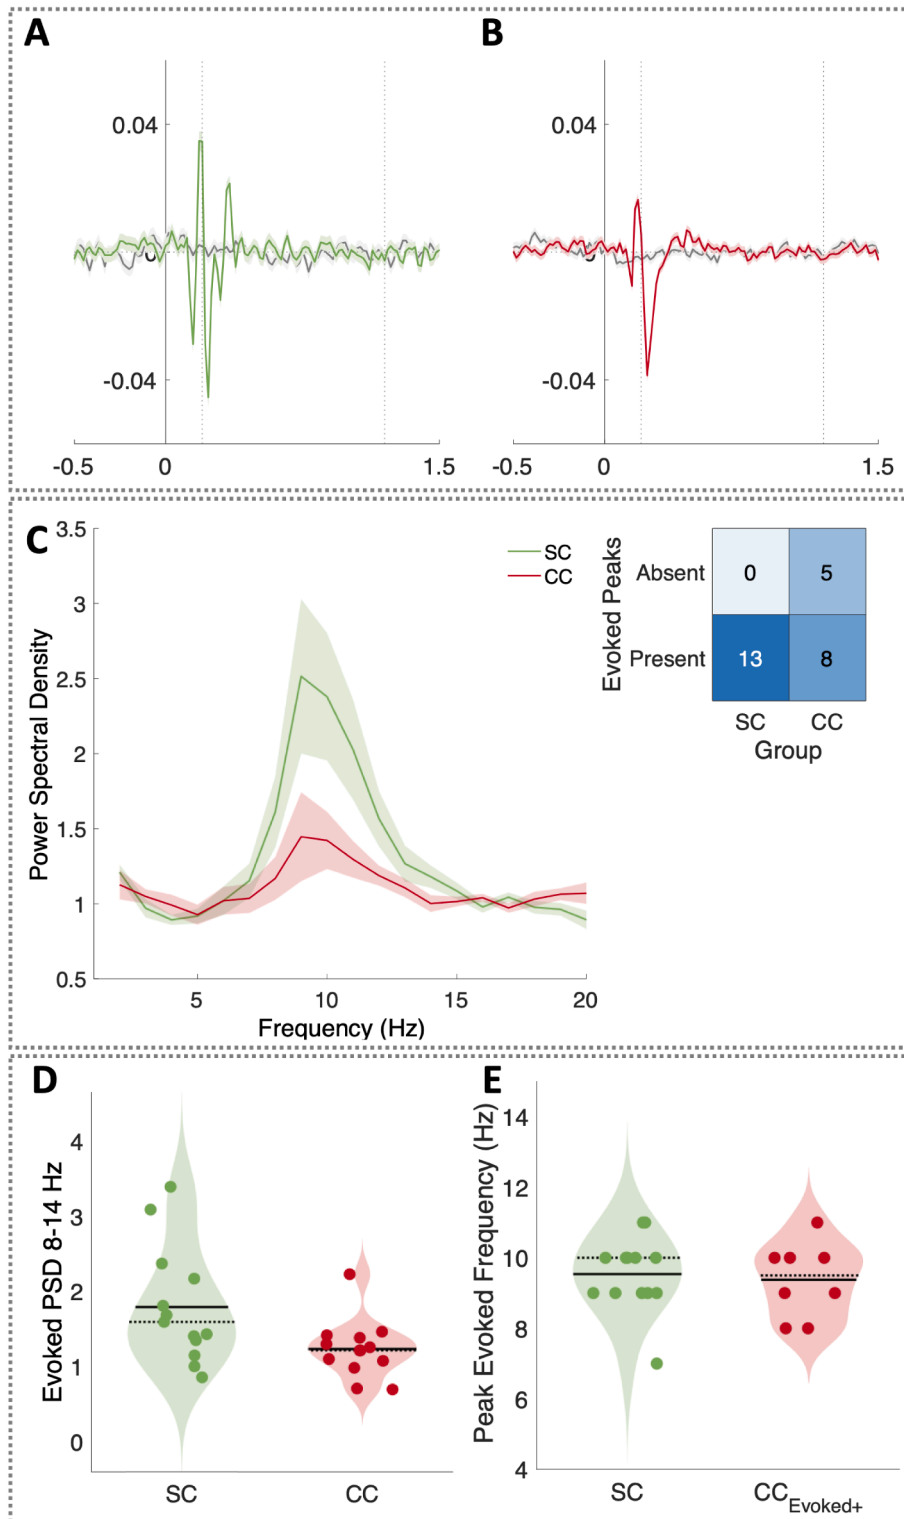 A
0.04
0
-0.04
-0.5
0
1.5
B
0.04
0
-0.04
-0.5
0
1.5
C
3.5
3
2.5
2
1.5
1
0.5
Power Spectral Density
5
10
15
20
Frequency (Hz)
SC
CC
Evoked Peaks
Absent
0
5
Present
13
8
SC
CC
Group
D
Evoked PSD 8-14 Hz
4
3
2
1
0
SC
CC
E
Peak Evoked Frequency (Hz)
14
12
10
8
6
4
SC
CC Evoked+